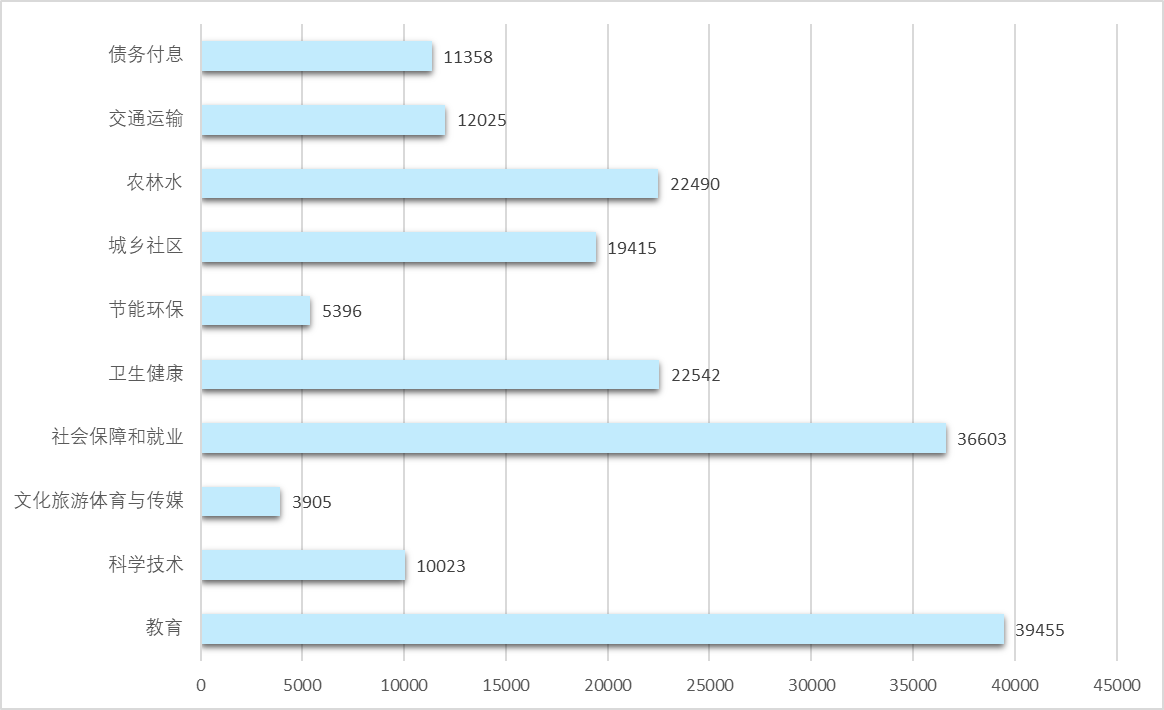 债务付息 11358
交通运输 12025
农林水 22490
城乡社区 19415
节能环保 5396
卫生健康 22542
社会保障和就业 36603
文化旅游体育与传媒 3905
科学技术 10023
教育 39455
0 5000 10000 15000 20000 25000 30000 35000 40000 45000